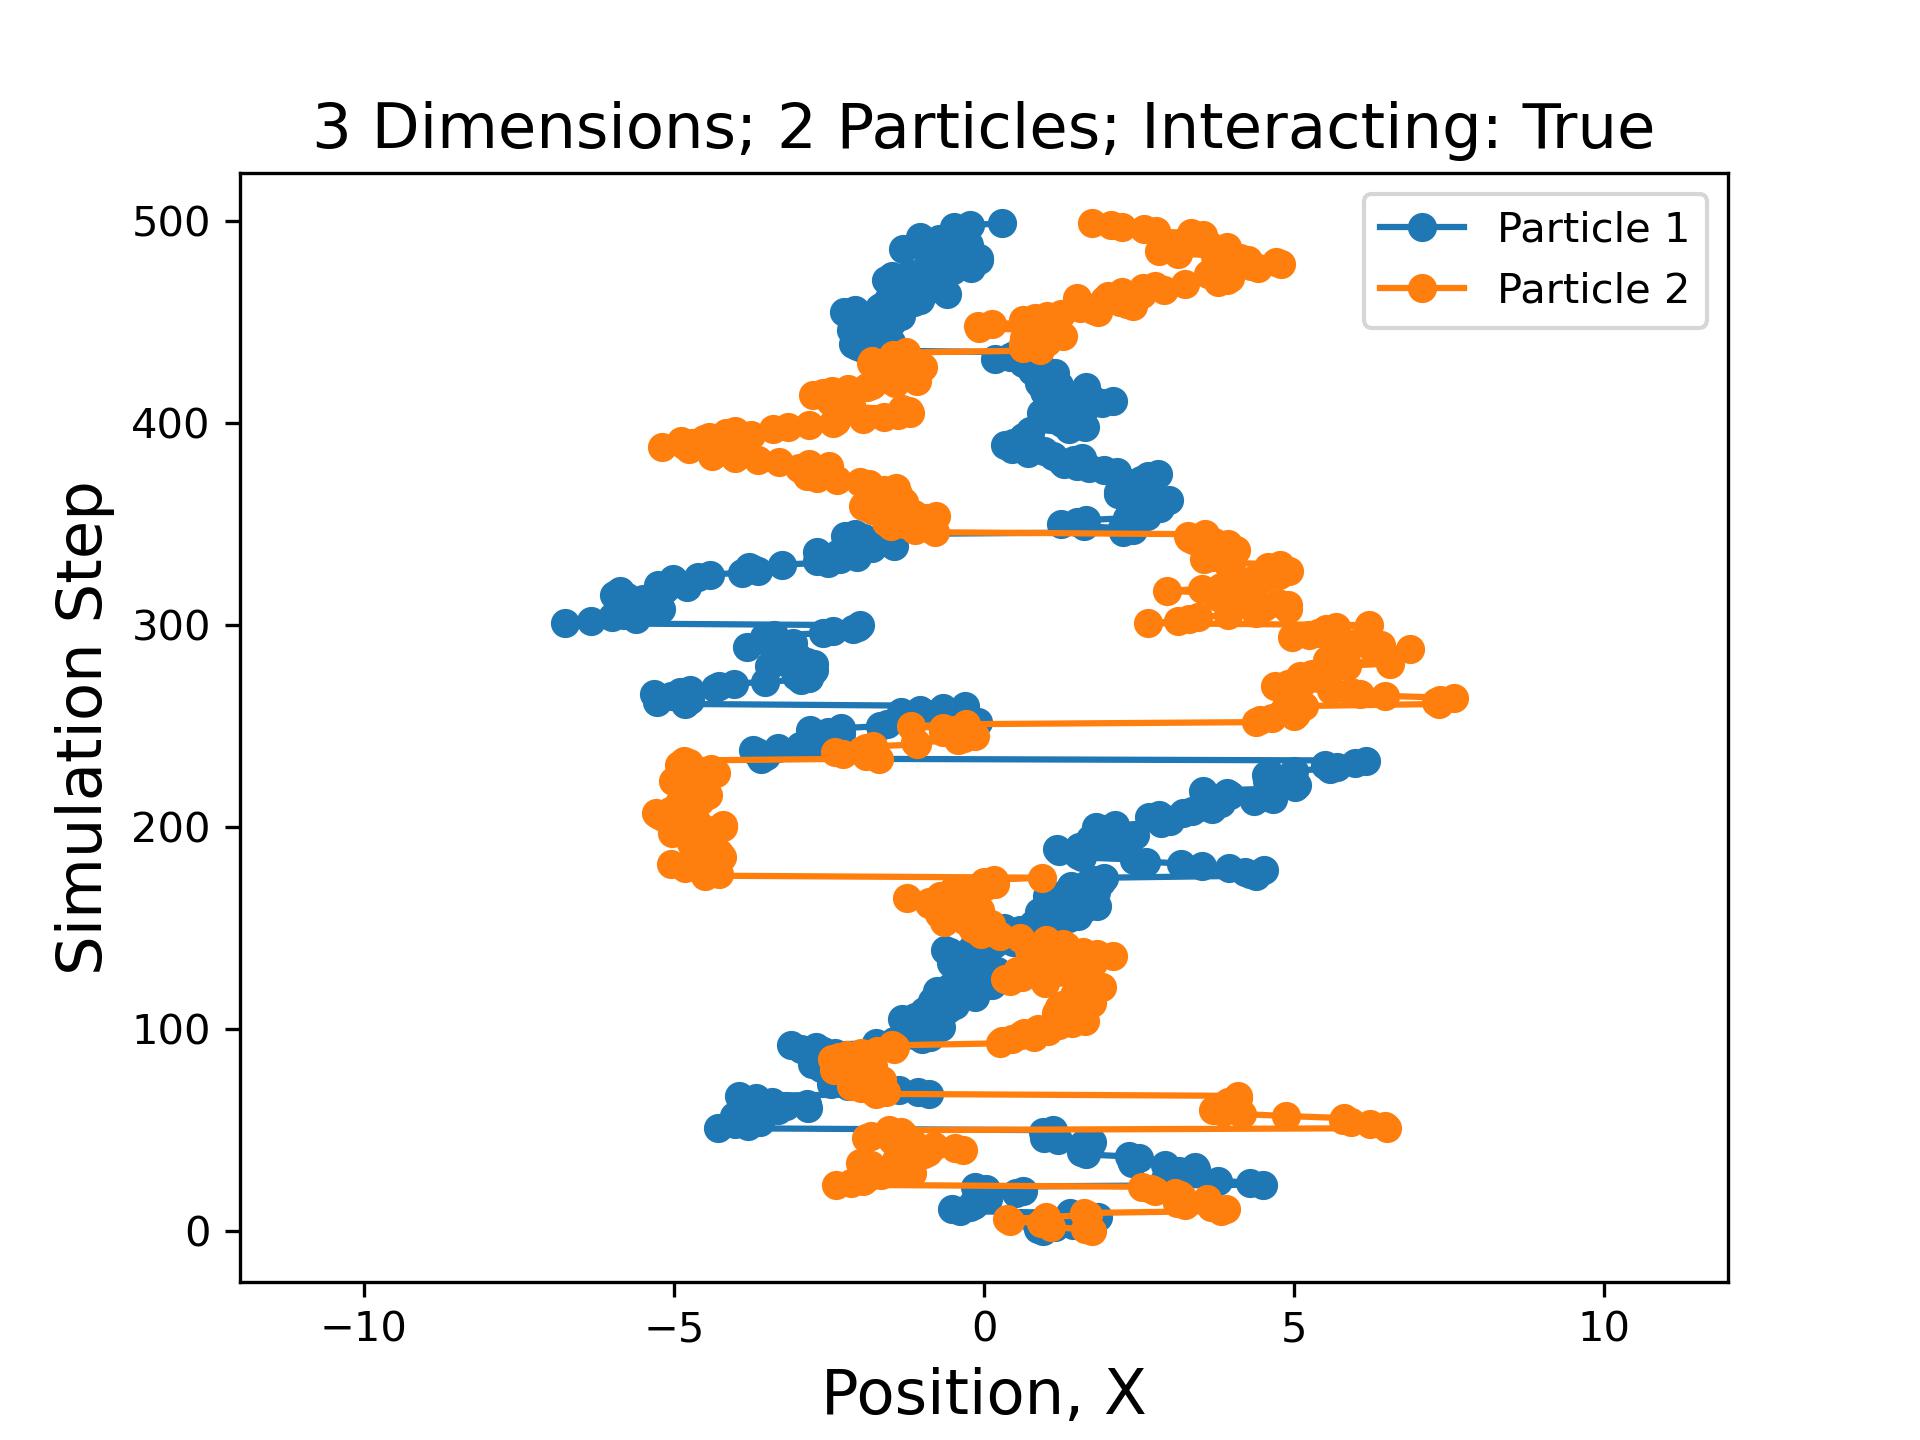 3 Dimensions; 2 Particles; Interacting: True
Particle 1
Particle 2
Simulation Step
500
400
300
200
100
0
−10
−5
0
5
10
Position, X